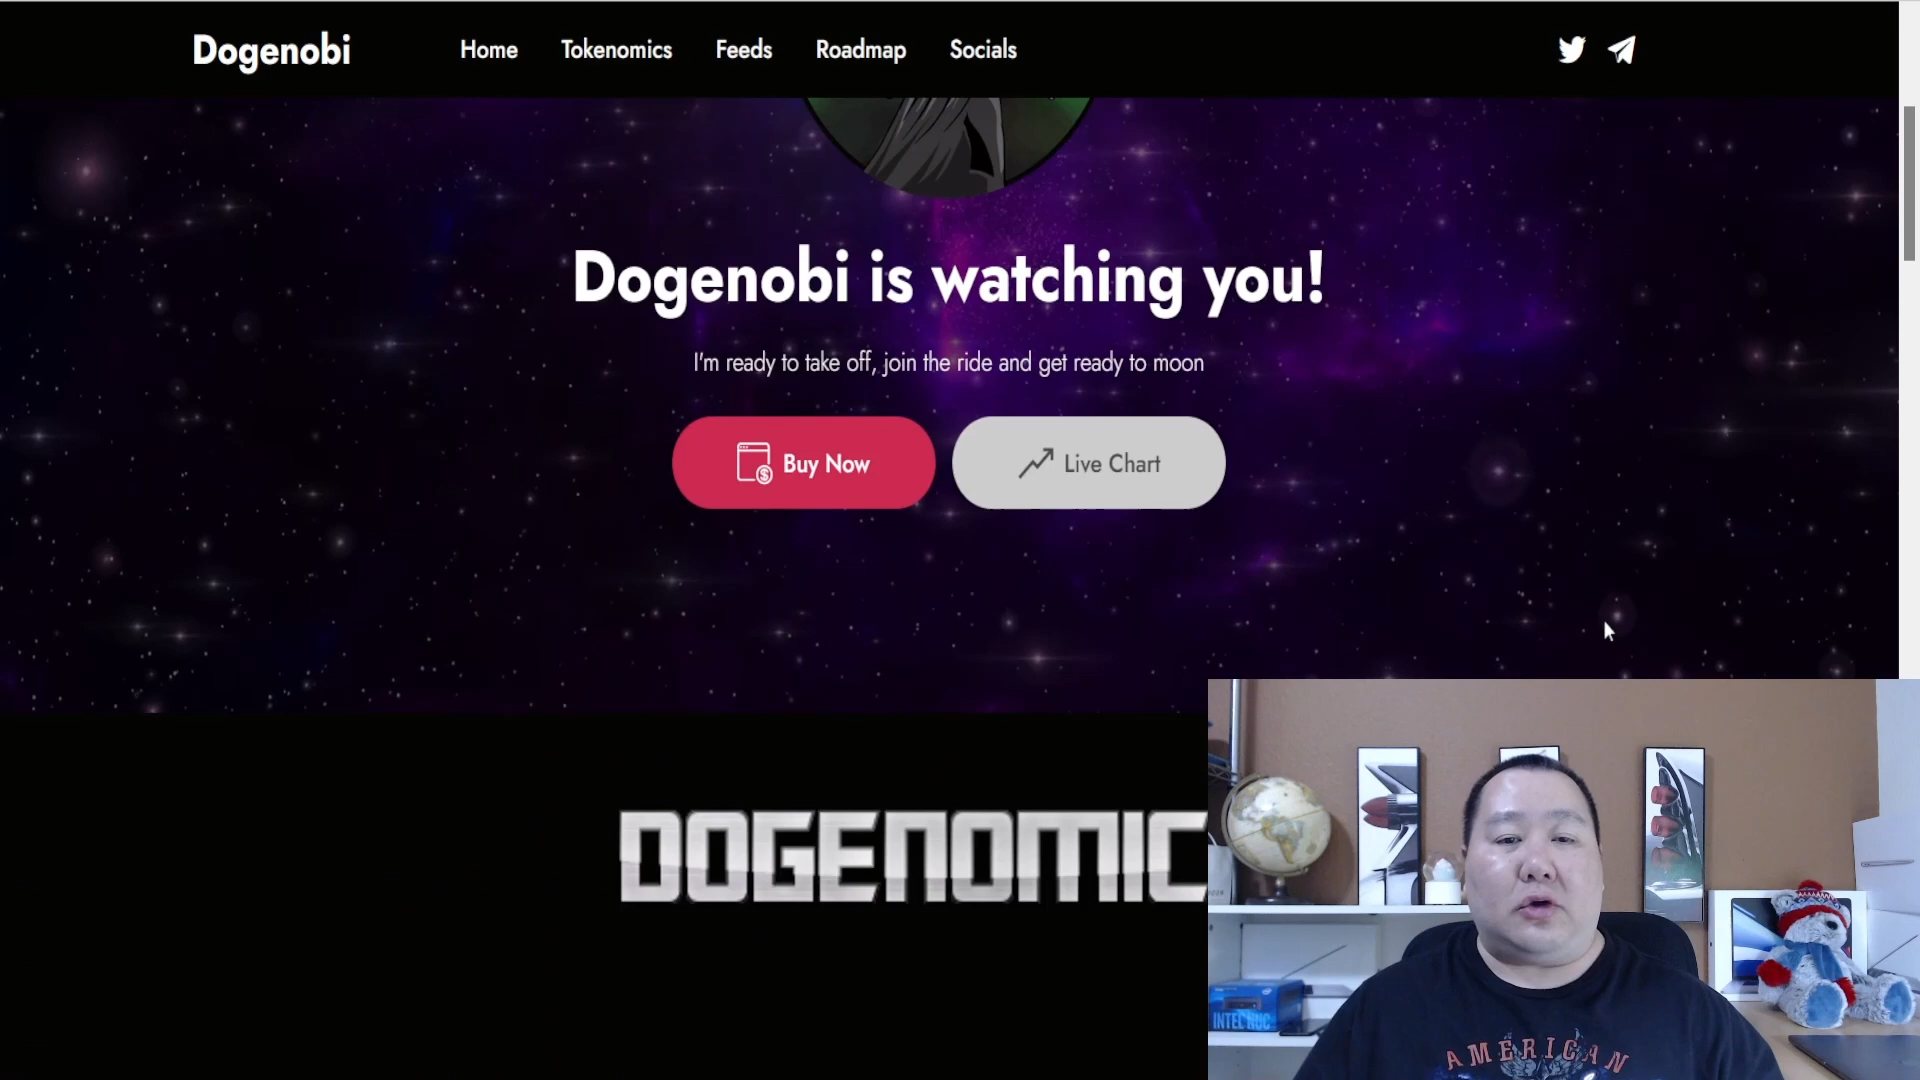 Dogenobi
Home
Tokenomics
Feeds
Roadmap
Socials
Dogenobi is watching you!
I'm ready to take off, join the ride and get ready to moon
Buy Now
Live Chart
DOGENOMIC
INTEL NUC
AMERICAN